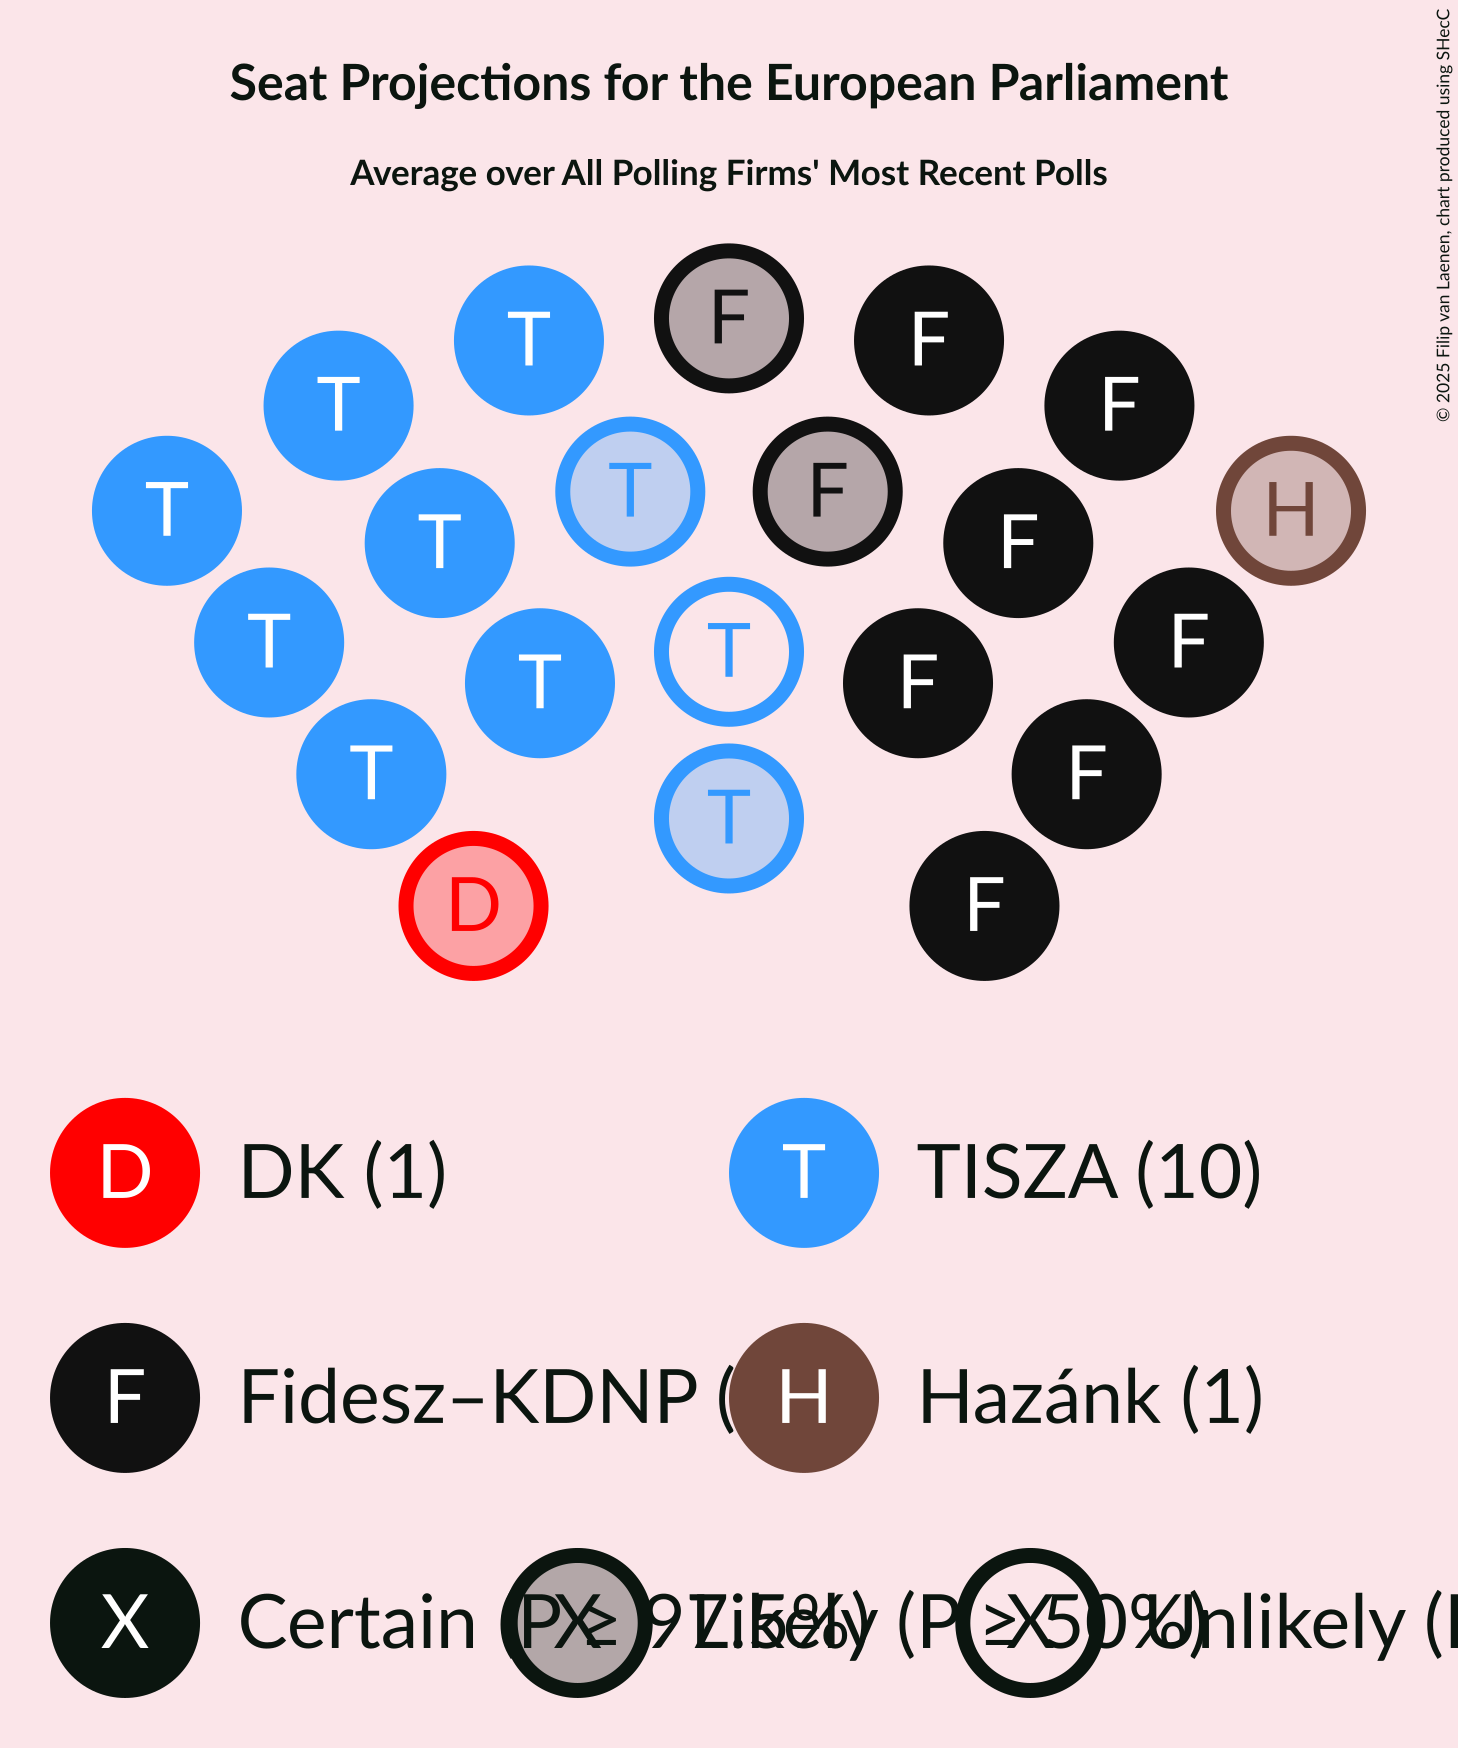 Seat Projections for the European Parliament
Average over All Polling Firms' Most Recent Polls
© 2025 Filip van Laenen, chart produced using SHecC
F
T F
T F
T F
T H
T F
T F
T
T F
T F
T
D F
D DK (1) T TISZA (10)
F Fidesz–KDNP ( H Hazánk (1)
X Certain (P ≥ 97.5%) X Likely (P ≥ 50%) X Unlikely (